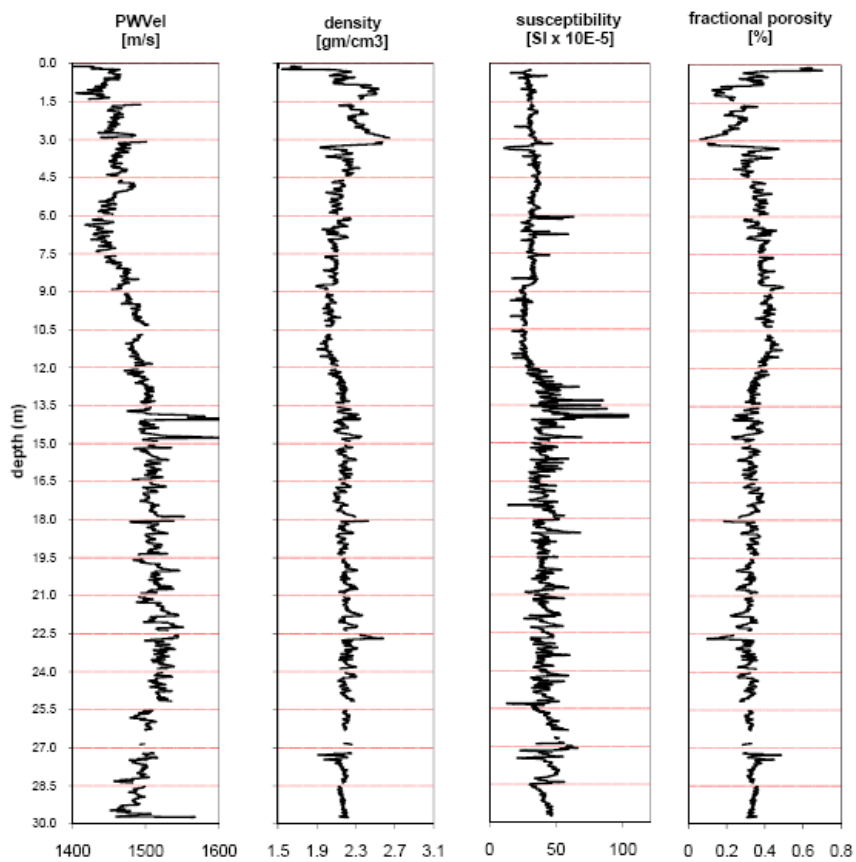 PWVel
[m/s]
density
[gm/cm3]
susceptibility
[SI x 10E-5]
fractional porosity
[%]
0.0
1.5
3.0
4.5
6.0
7.5
9.0
10.5
12.0
13.5
15.0
16.5
18.0
19.5
21.0
22.5
24.0
25.5
27.0
28.5
30.0
depth (m)
1400 1500 1600
1.5 1.9 2.3 2.7 3.1
0 50 100
0 0.2 0.4 0.6 0.8